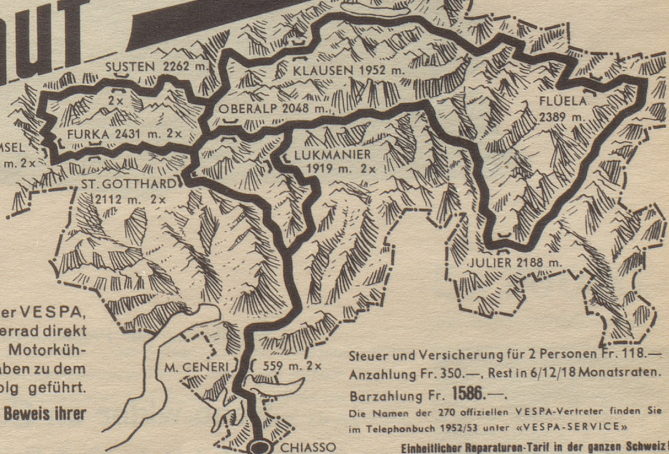 aut
SUSTEN 2262 m.
KLAUSEN 1952 m.
2x
OBERALP 2048 m.
FLÜELA
2389 m.
FURKA 2431 m. 2x
MSEL
m. 2x
LUKMANIER
1919 m. 2x
ST. GOTTHARD
2112 m. 2x
JULIER 2188 m.
er VESPA,
errad direkt
Motorküh-
aben zu dem
olg geführt.
Beweis ihrer
M. CENERI 559 m. 2x
CHIASSO
Steuer und Versicherung für 2 Personen Fr. 118.—
Anzahlung Fr. 350.—, Rest in 6/12/18 Monatsraten.
Barzahlung Fr. 1586.—.
Die Namen der 270 offiziellen VESPA-Vertreter finden Sie
im Telephonbuch 1952/53 unter «VESPA-SERVICE»
Einheitlicher Reparaturen-Tarif in der ganzen Schweiz!